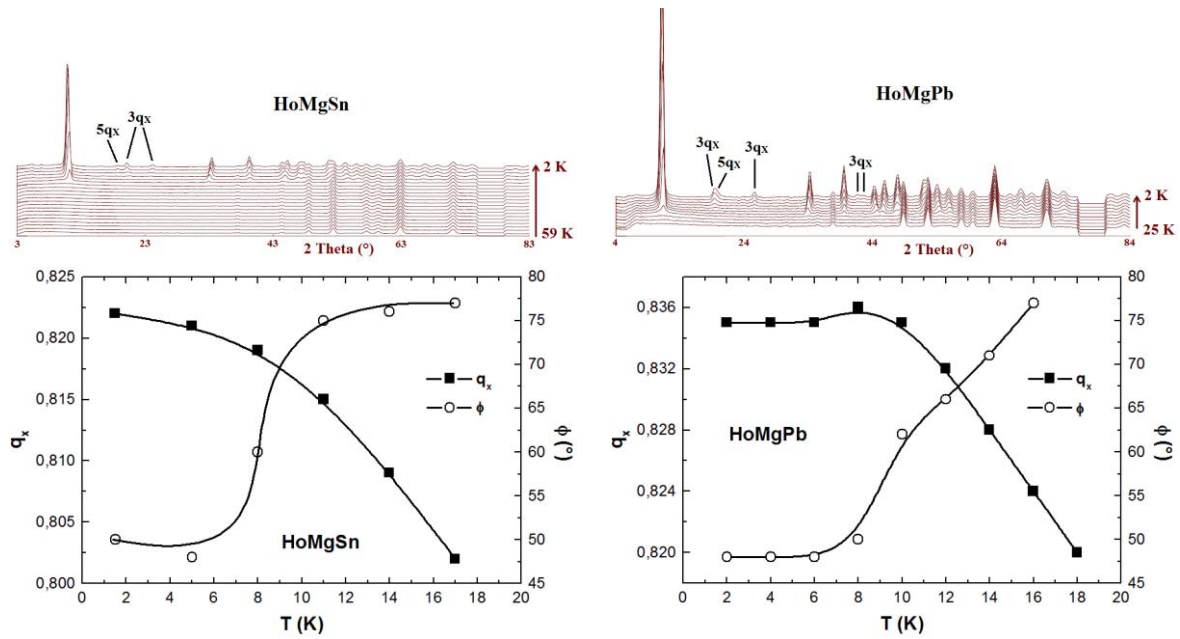 HoMgSn
5qx
3qx
2 K
59 K
3 23 43 63 83
2 Theta (°)
HoMgPb
3qx
5qx
3qx
3qx
2 K
25 K
4 24 44 64 84
2 Theta (°)
0,825
0,820
0,815
0,810
0,805
0,800
qx
80
75
70
65
60
55
50
45
ϕ (°)
qx
ϕ
HoMgSn
0 2 4 6 8 10 12 14 16 18 20
T (K)
0,836
0,832
0,828
0,824
0,820
qx
80
75
70
65
60
55
50
45
ϕ (°)
qx
ϕ
HoMgPb
0 2 4 6 8 10 12 14 16 18 20
T (K)